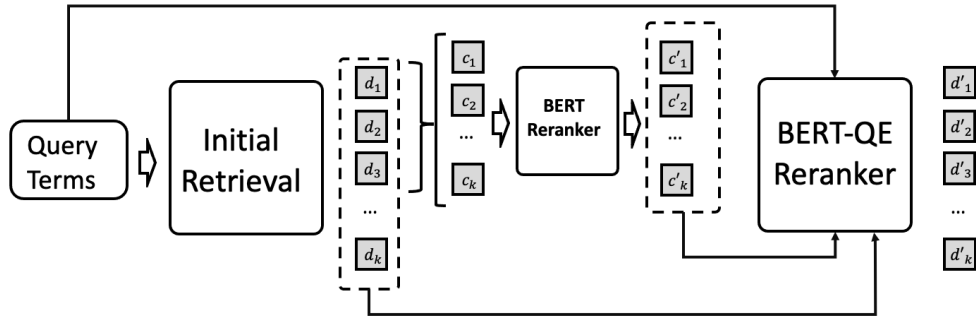 Query
Terms
Initial
Retrieval
d₁
d₂
d₃
...
dₖ
c₁
c₂
...
cₖ
BERT
Reranker
c'₁
c'₂
...
c'ₖ
BERT-QE
Reranker
d'₁
d'₂
d'₃
...
d'ₖ